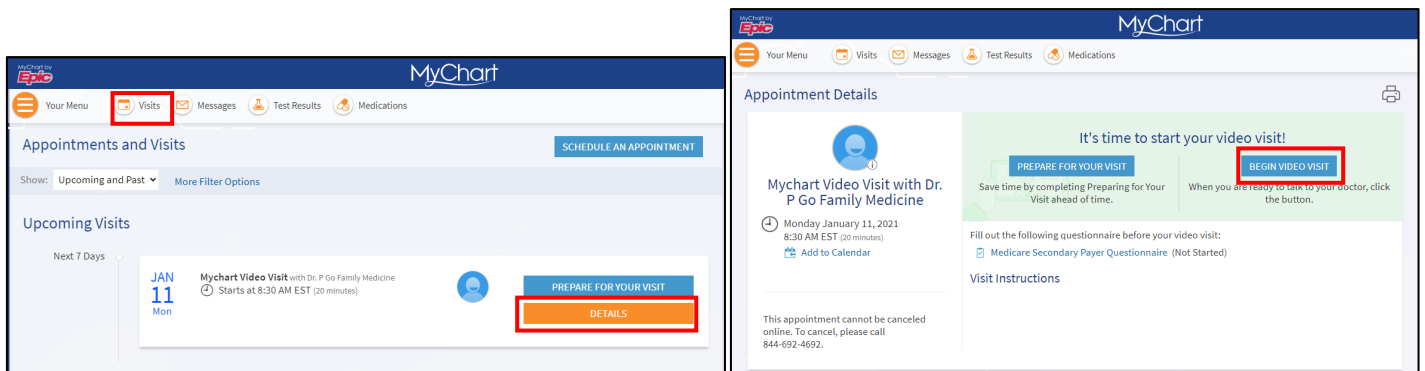 MyChart by
Epic
MyChart
Your Menu Visits Messages Test Results Medications
Appointments and Visits
SCHEDULE AN APPOINTMENT
Show: Upcoming and Past More Filter Options
Upcoming Visits
Next 7 Days
JAN
11
Mon
Mychart Video Visit with Dr. P Go Family Medicine
Starts at 8:30 AM EST (20 minutes)
PREPARE FOR YOUR VISIT
DETAILS
MyChart by
Epic
MyChart
Your Menu Visits Messages Test Results Medications
Appointment Details
Mychart Video Visit with Dr.
P Go Family Medicine
Monday January 11, 2021
8:30 AM EST (20 minutes)
Add to Calendar
This appointment cannot be canceled
online. To cancel, please call
844-692-4692.
It's time to start your video visit!
PREPARE FOR YOUR VISIT
Save time by completing Preparing for Your
Visit ahead of time.
BEGIN VIDEO VISIT
When you are ready to talk to your doctor, click
the button.
Fill out the following questionnaire before your video visit:
Medicare Secondary Payer Questionnaire (Not Started)
Visit Instructions